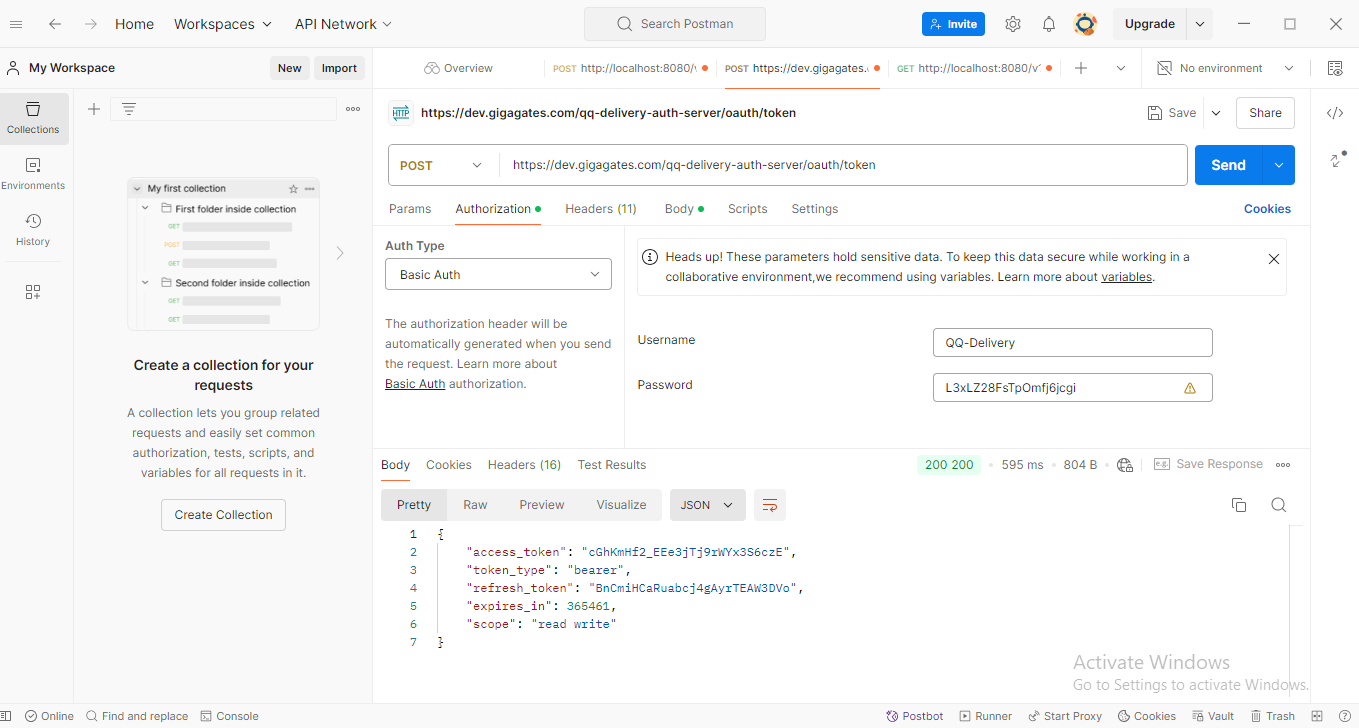 Home Workspaces API Network Search Postman Invite Upgrade
My Workspace New Import Overview POST http://localhost:8080/v POST https://dev.gigagates. GET http://localhost:8080/v1 No environment
Collections
Environments
History
My first collection
First folder inside collection
GET
POST
GET
Second folder inside collection
GET
GET
Create a collection for your
requests
A collection lets you group related
requests and easily set common
authorization, tests, scripts, and
variables for all requests in it.
Create Collection
HTTP https://dev.gigagates.com/qq-delivery-auth-server/oauth/token Save Share
POST https://dev.gigagates.com/qq-delivery-auth-server/oauth/token Send
Params Authorization Headers (11) Body Scripts Settings Cookies
Auth Type
Basic Auth
The authorization header will be
automatically generated when you send
the request. Learn more about
Basic Auth authorization.
Heads up! These parameters hold sensitive data. To keep this data secure while working in a
collaborative environment,we recommend using variables. Learn more about variables.
Username QQ-Delivery
Password L3xLZ28FsTpOmfj6jcgi
Body Cookies Headers (16) Test Results 200 200 595 ms 804 B e.g. Save Response
Pretty Raw Preview Visualize JSON
1 {
2 "access_token": "cGhKmHf2_EEe3jTj9rWYx3S6czE",
3 "token_type": "bearer",
4 "refresh_token": "BnCmiHCaRuabcj4gAyrTEAW3DVo",
5 "expires_in": 365461,
6 "scope": "read write"
7 }
Activate Windows
Go to Settings to activate Windows.
Online Find and replace Console Postbot Runner Start Proxy Cookies Vault Trash